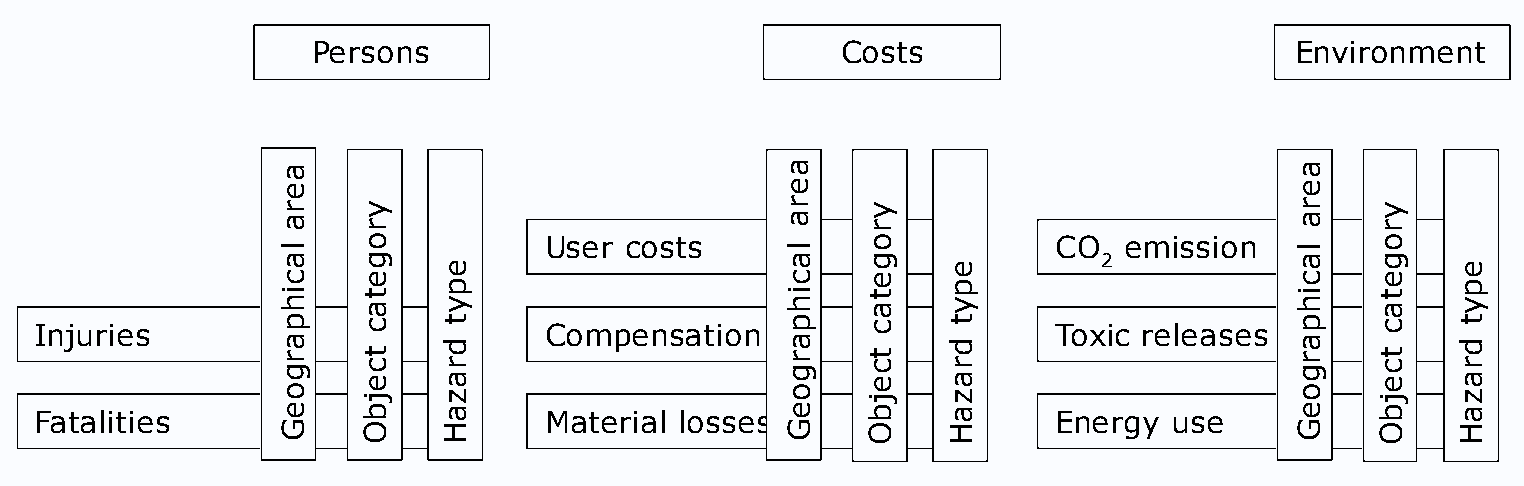 Persons
Costs
Environment
Injuries
Fatalities
Geographical area
Object category
Hazard type
User costs
Compensation
Material losses
Geographical area
Object category
Hazard type
CO₂ emission
Toxic releases
Energy use
Geographical area
Object category
Hazard type